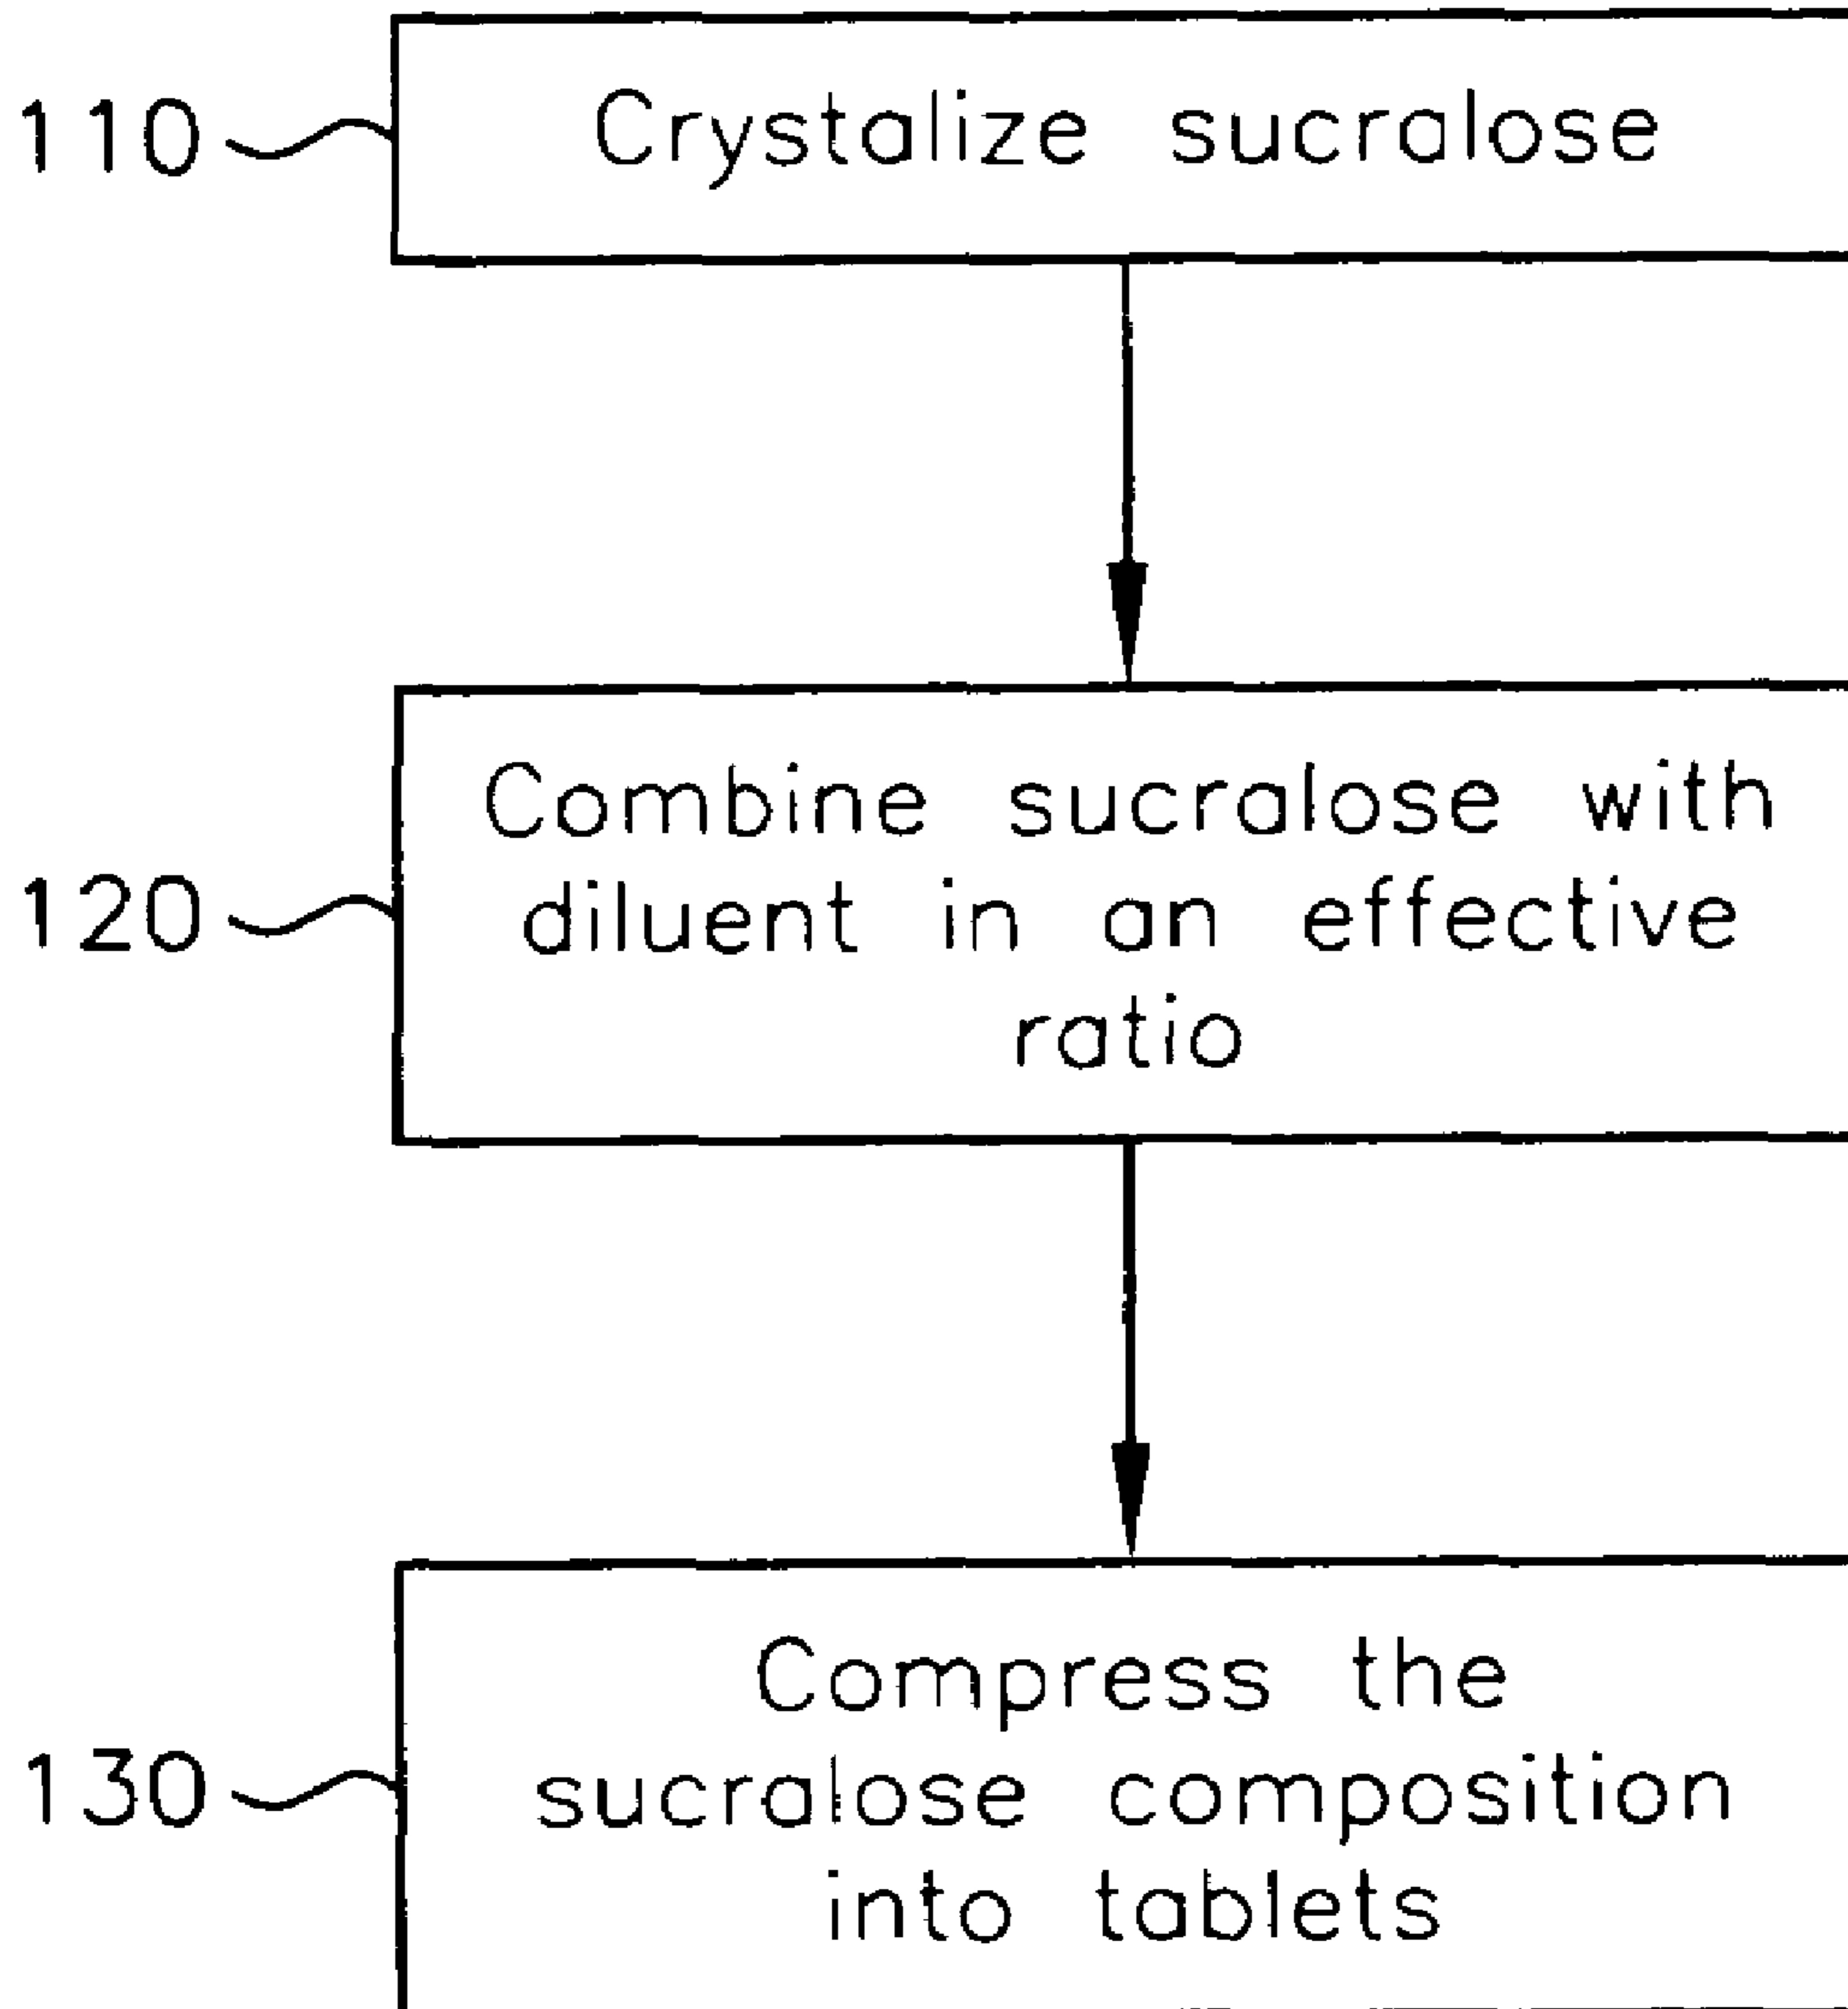 110
Crystalize sucralose
Combine sucralose with
120
diluent in an effective
ratio
Compress the
130
sucralose composition
into tablets